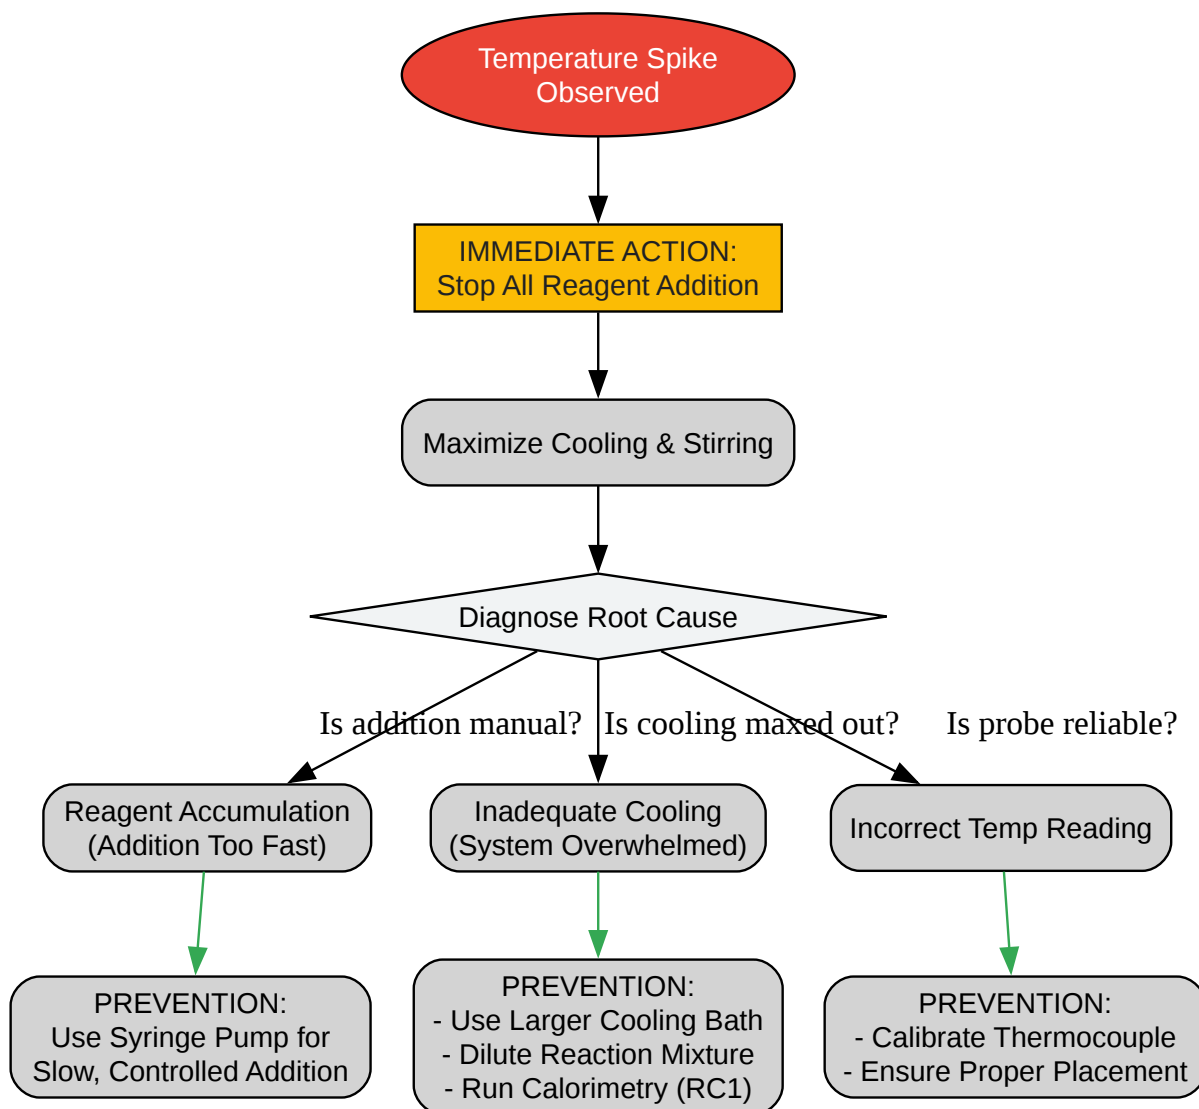 Temperature Spike
Observed
IMMEDIATE ACTION:
Stop All Reagent Addition
Maximize Cooling & Stirring
Diagnose Root Cause
Is addition manual?
Is cooling maxed out?
Is probe reliable?
Reagent Accumulation
(Addition Too Fast)
Inadequate Cooling
(System Overwhelmed)
Incorrect Temp Reading
PREVENTION:
Use Syringe Pump for
Slow, Controlled Addition
PREVENTION:
- Use Larger Cooling Bath
- Dilute Reaction Mixture
- Run Calorimetry (RC1)
PREVENTION:
- Calibrate Thermocouple
- Ensure Proper Placement